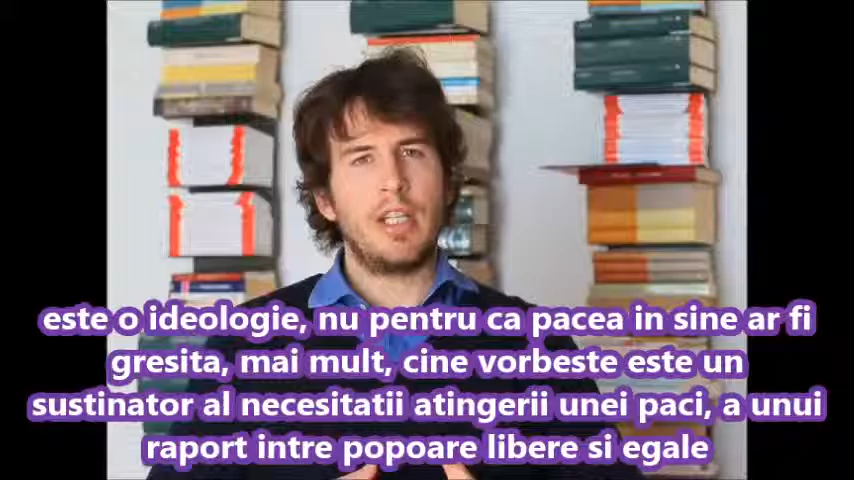 este o ideologie, nu pentru ca pacea in sine ar fi
gresita, mai mult, cine vorbeste este un
sustinator al necesitatii atingerii unei paci, a unui
raport intre popoare libere si egale